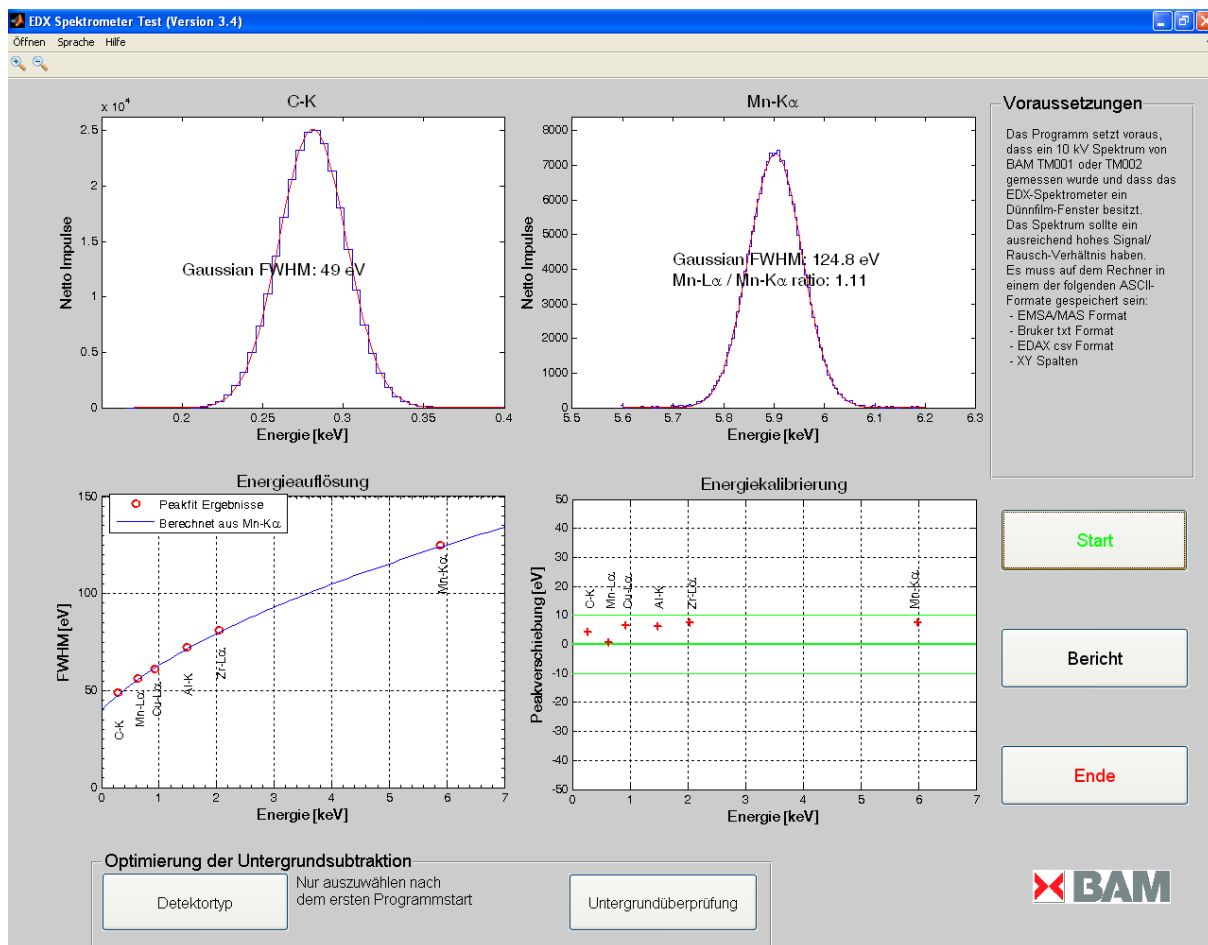 EDX Spektrometer Test (Version 3.4)
Öffnen Sprache Hilfe
C-K
x 10^4
2.5
2
1.5
1
0.5
0
0.2 0.25 0.3 0.35 0.4
Netto Impulse
Energie [keV]
Gaussian FWHM: 49 eV
Mn-Kα
8000
7000
6000
5000
4000
3000
2000
1000
0
5.5 5.6 5.7 5.8 5.9 6 6.1 6.2 6.3
Netto Impulse
Energie [keV]
Gaussian FWHM: 124.8 eV
Mn-Lα / Mn-Kα ratio: 1.11
Voraussetzungen
Das Programm setzt voraus,
dass ein 10 kV Spektrum von
BAM TM001 oder TM002
gemessen wurde und dass das
EDX-Spektrometer ein
Dünnfilm-Fenster besitzt.
Das Spektrum sollte ein
ausreichend hohes Signal/
Rausch-Verhältnis haben.
Es muss auf dem Rechner in
einem der folgenden ASCII-
Formate gespeichert sein:
- EMSA/MAS Format
- Bruker txt Format
- EDAX csv Format
- XY Spalten
Energieauflösung
150
100
50
0
0 1 2 3 4 5 6 7
FWHM [eV]
Energie [keV]
Peakfit Ergebnisse
Berechnet aus Mn-Kα
C-K
Mn-Lα
Cu-Lα
Al-K
Zr-Lα
Mn-Kα
Energiekalibrierung
50
40
30
20
10
0
-10
-20
-30
-40
-50
0 1 2 3 4 5 6 7
Peakverschiebung [eV]
Energie [keV]
C-K
Mn-Lα
Cu-Lα
Al-K
Zr-Lα
Mn-Kα
Start
Bericht
Ende
Optimierung der Untergrundsubtraktion
Detektortyp
Nur auszuwählen nach
dem ersten Programmstart
Untergrundüberprüfung
BAM